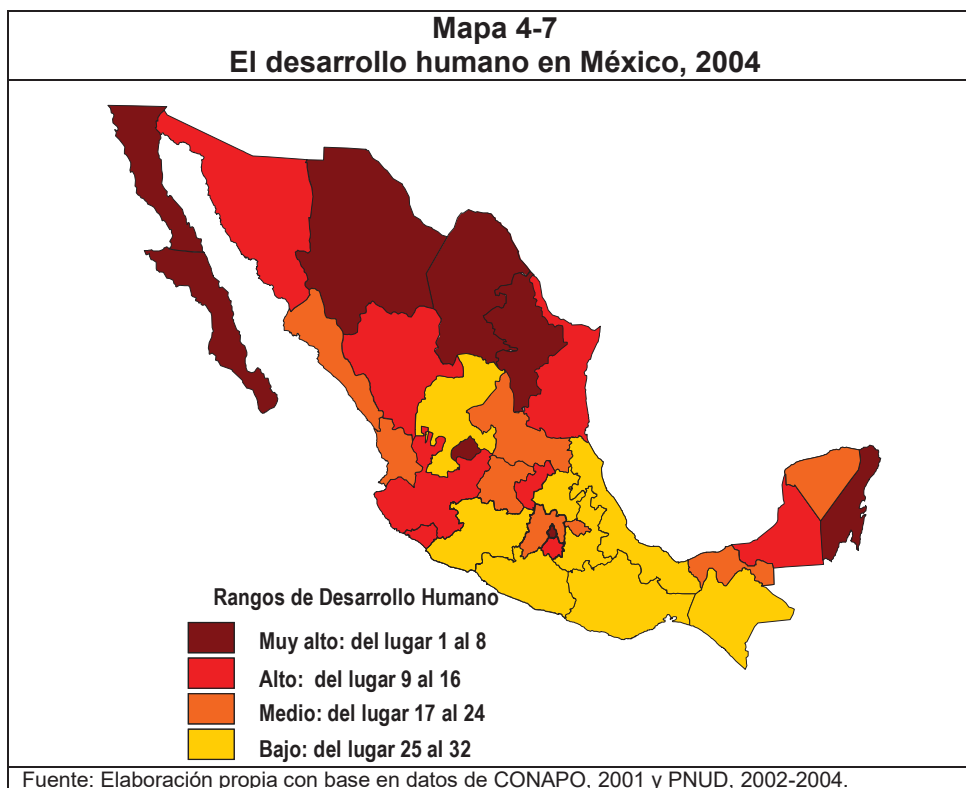 Mapa 4-7
El desarrollo humano en México, 2004
Rangos de Desarrollo Humano
Muy alto: del lugar 1 al 8
Alto: del lugar 9 al 16
Medio: del lugar 17 al 24
Bajo: del lugar 25 al 32
Fuente: Elaboración propia con base en datos de CONAPO, 2001 y PNUD, 2002-2004.